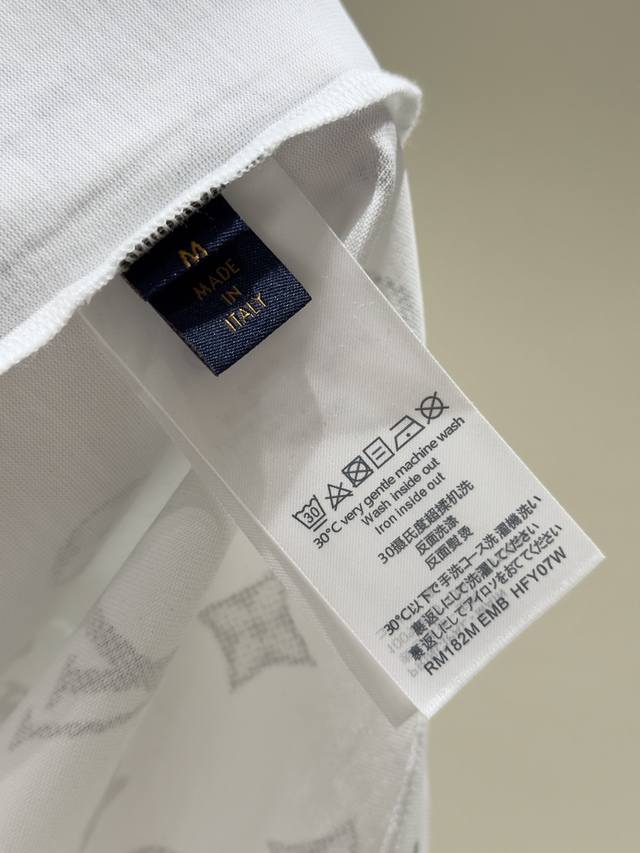 M
MADE
IN
ITALY
30
30°C very gentle machine wash
Wash inside out
Iron inside out
30攝氏度超揉机洗
反面洗涤
反面熨烫
30℃以下で手洗コース洗濯機洗い
裏返しにして洗濯してください
裏返しにしてアイロンをおてでください
RM182M EMB HFY07W